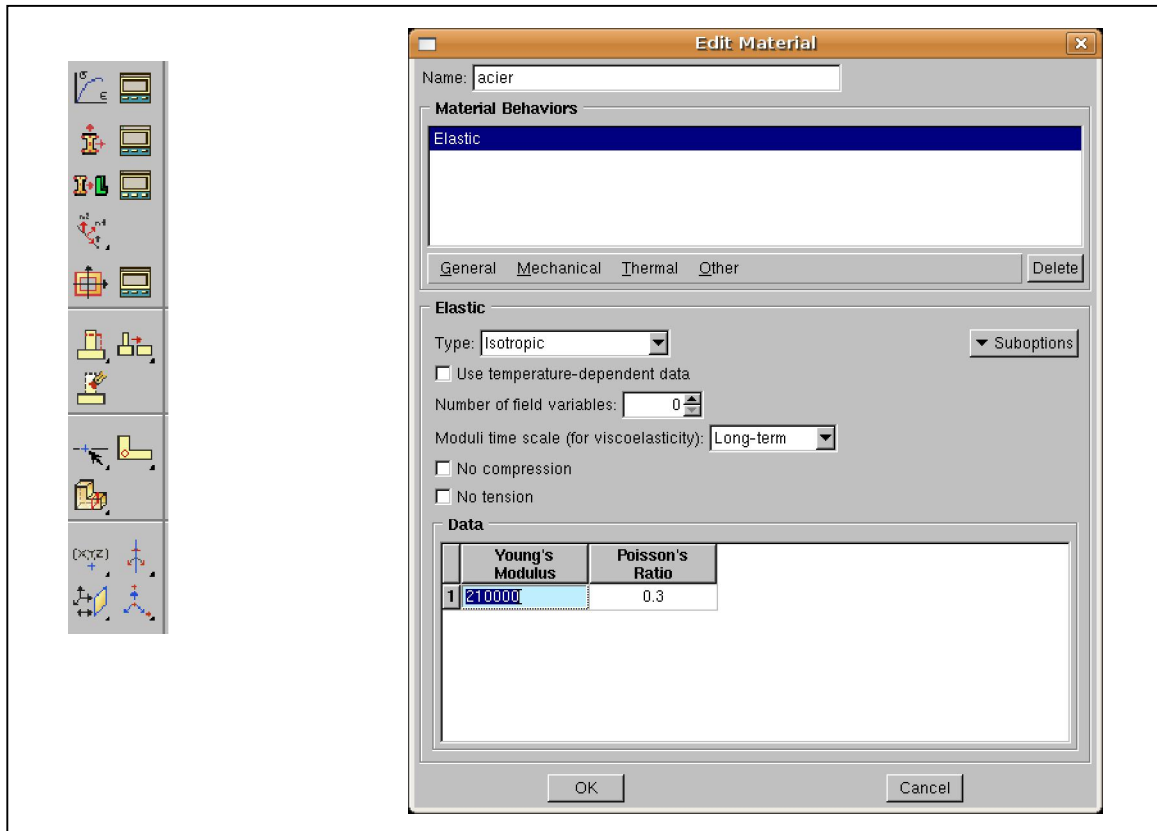 Edit Material
Name: acier
Material Behaviors
Elastic
General Mechanical Thermal Other Delete
Elastic
Type: Isotropic Suboptions
Use temperature-dependent data
Number of field variables: 0
Moduli time scale (for viscoelasticity): Long-term
No compression
No tension
Data
Young's Modulus Poisson's Ratio
1 210000 0.3
OK Cancel
σ
ε
(X,Y,Z)